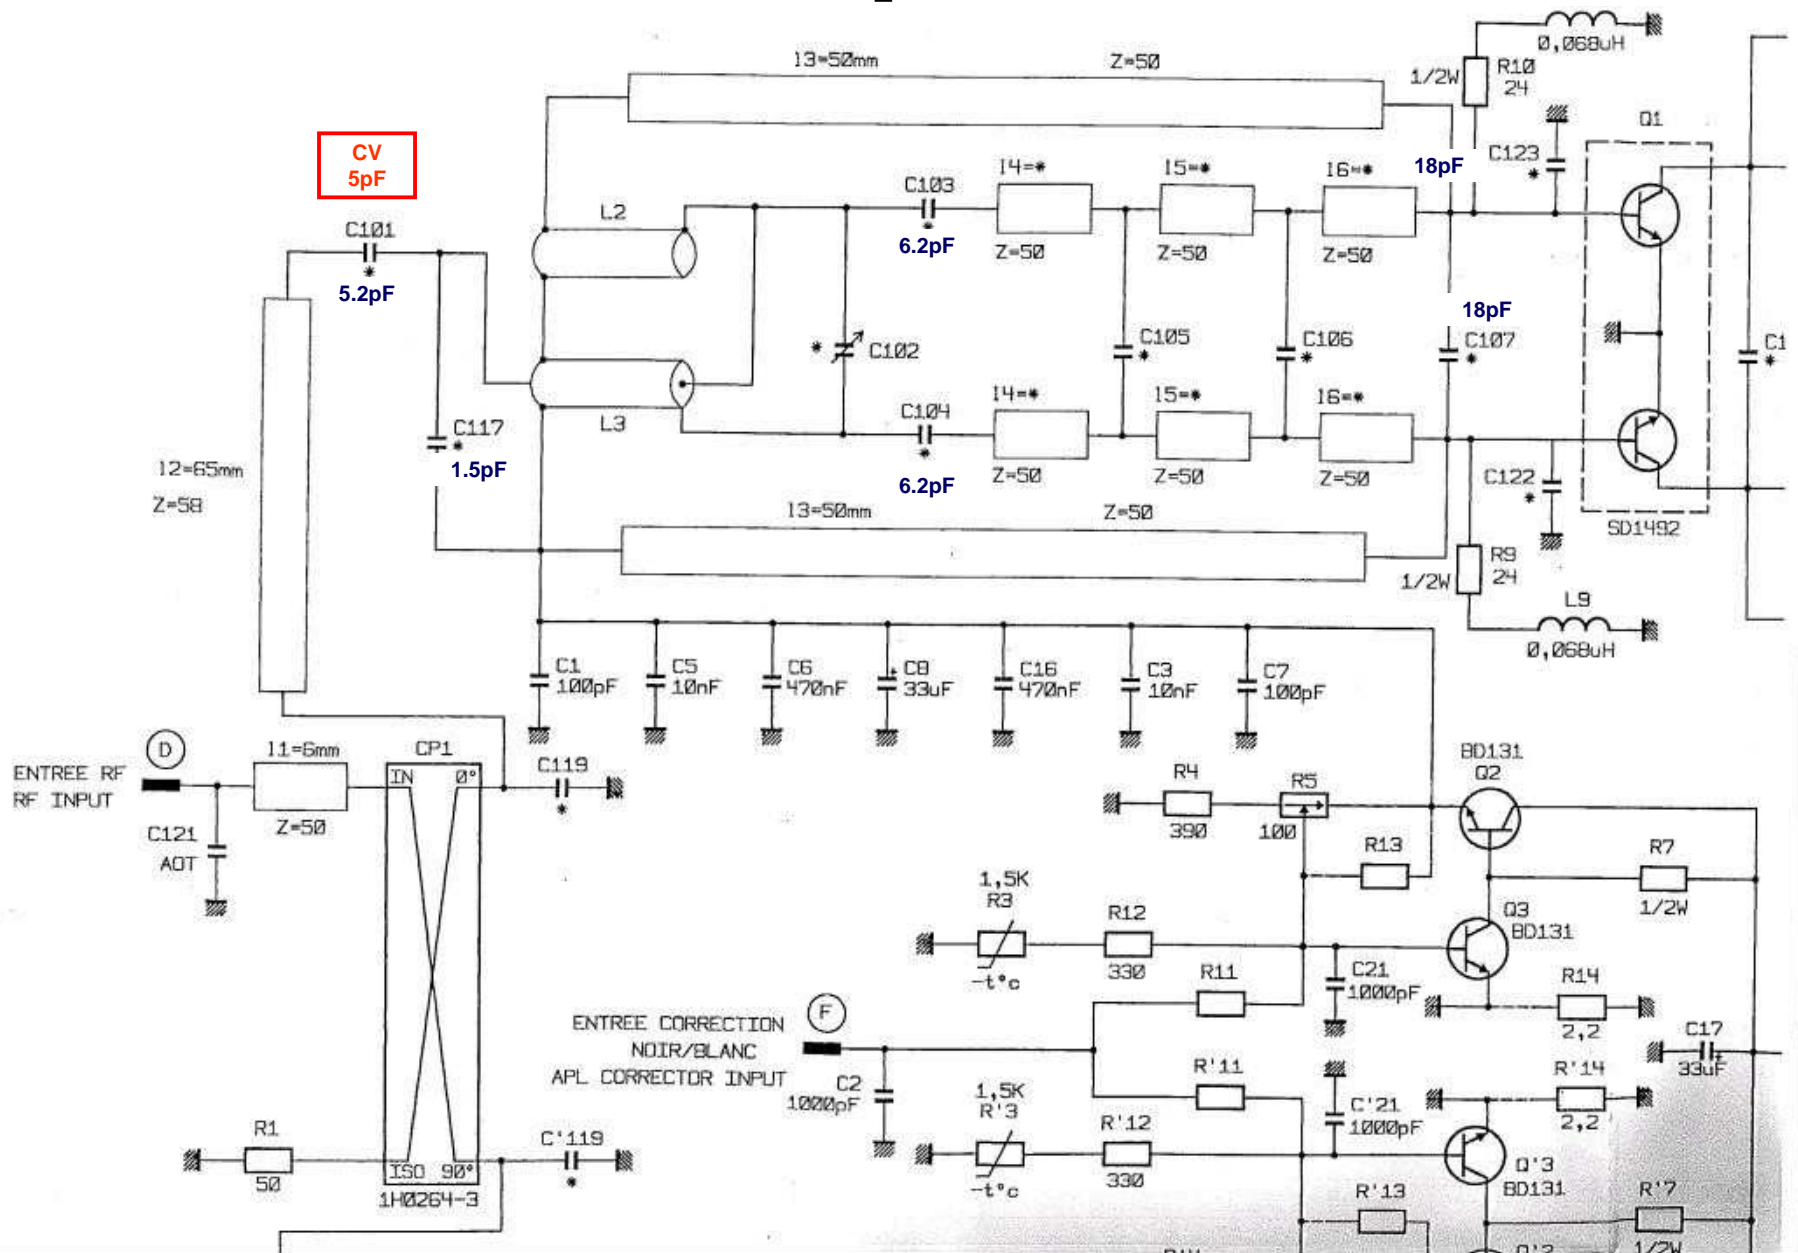 0,068uH
l3=50mm
Z=50
1/2W
R10
24
Q1
CV
5pF
18pF
C123
*
l4=*
l5=*
l6=*
C103
*
6.2pF
Z=50
Z=50
Z=50
L2
C101
*
5.2pF
18pF
* C102
C105
*
C106
*
C107
*
C1
*
l4=*
l5=*
l6=*
C104
*
6.2pF
Z=50
Z=50
Z=50
L3
C117
*
1.5pF
l2=65mm
Z=58
C122
*
l3=50mm
Z=50
SD1492
R9
24
1/2W
L9
0,068uH
C1
100pF
C5
10nF
C6
470nF
C8
33uF
+
C16
470nF
C3
10nF
C7
100pF
D
ENTREE RF
RF INPUT
l1=6mm
Z=50
CP1
IN
0°
C119
*
C121
AOT
R4
390
R5
100
BD131
Q2
R13
R7
1/2W
1,5K
R3
-t°c
R12
330
Q3
BD131
R11
C21
1000pF
R14
2,2
F
ENTREE CORRECTION
NOIR/BLANC
APL CORRECTOR INPUT
C2
1000pF
C17
+
33uF
R'11
C'21
1000pF
R'14
2,2
1,5K
R'3
-t°c
R'12
330
R1
50
ISO
90°
1H0264-3
C'119
*
Q'3
BD131
R'13
R'7
1/2W
Q'2